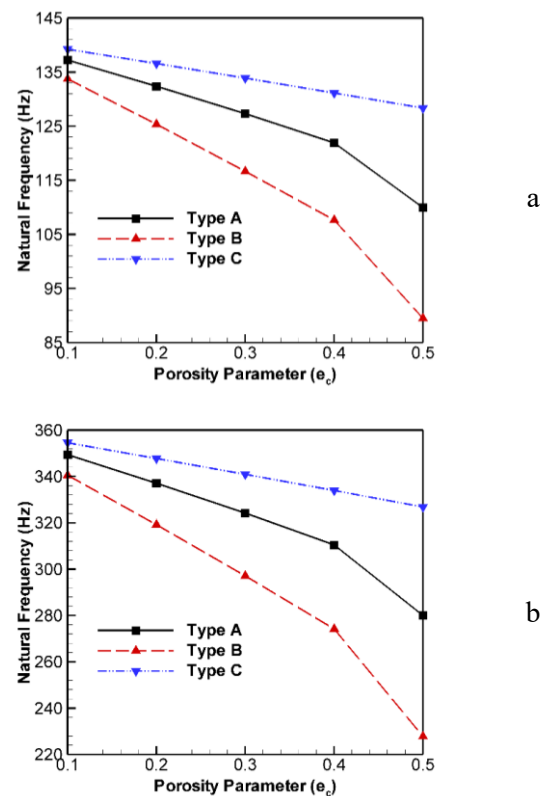 145
135
125
115
105
95
85
Natural Frequency (Hz)
Type A
Type B
Type C
0.1 0.2 0.3 0.4 0.5
Porosity Parameter (e_c)
a
360
340
320
300
280
260
240
220
Natural Frequency (Hz)
Type A
Type B
Type C
0.1 0.2 0.3 0.4 0.5
Porosity Parameter (e_c)
b